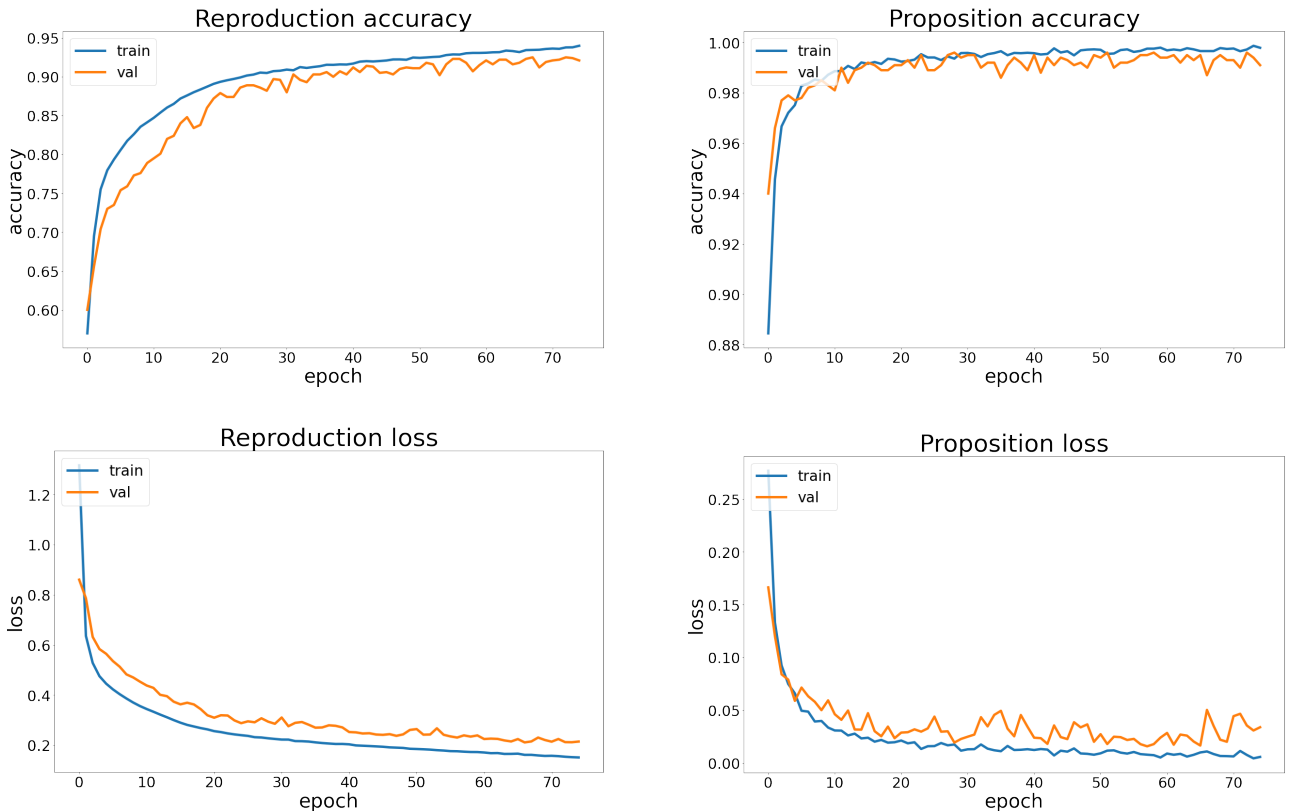 Reproduction accuracy
train
val
0.95
0.90
0.85
0.80
0.75
0.70
0.65
0.60
accuracy
0 10 20 30 40 50 60 70
epoch
Proposition accuracy
train
val
1.00
0.98
0.96
0.94
0.92
0.90
0.88
accuracy
0 10 20 30 40 50 60 70
epoch
Reproduction loss
train
val
1.2
1.0
0.8
0.6
0.4
0.2
loss
0 10 20 30 40 50 60 70
epoch
Proposition loss
train
val
0.25
0.20
0.15
0.10
0.05
0.00
loss
0 10 20 30 40 50 60 70
epoch